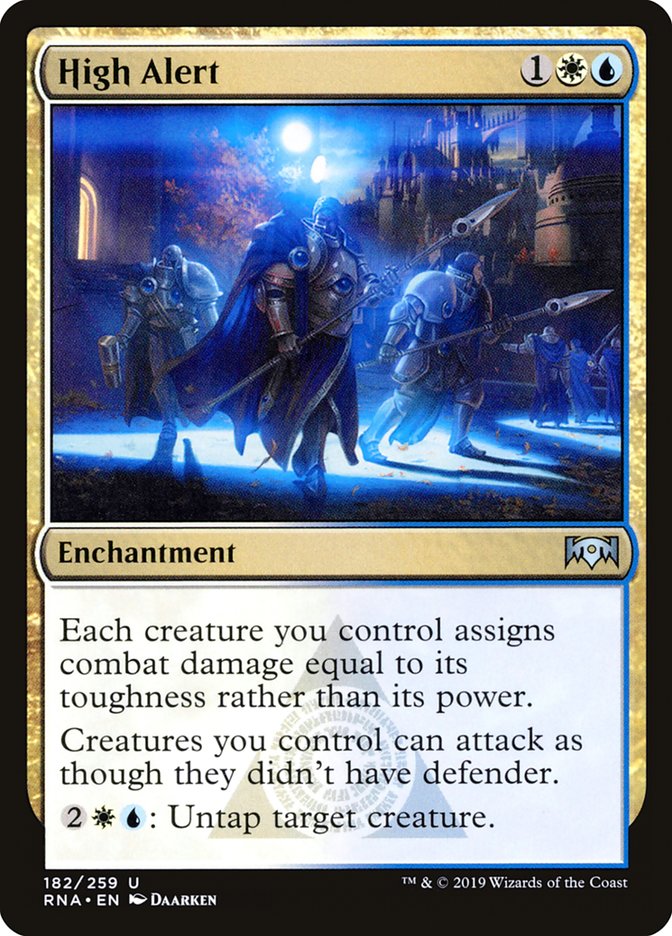 High Alert 1
Enchantment
Each creature you control assigns
combat damage equal to its
toughness rather than its power.
Creatures you control can attack as
though they didn't have defender.
2 : Untap target creature.
182/259 U
RNA • EN Daarken
™ & © 2019 Wizards of the Coast